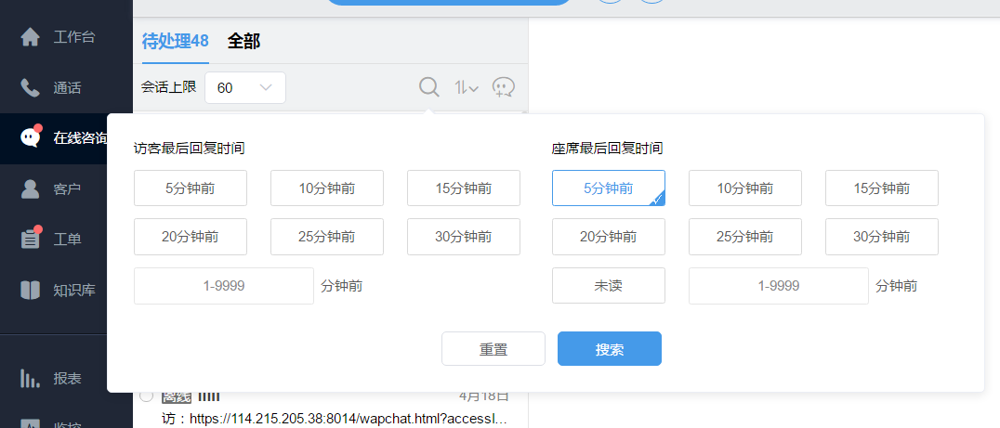 工作台
通话
在线咨询
客户
工单
知识库
报表
监控
待处理48 全部
会话上限 60
访客最后回复时间
5分钟前 10分钟前 15分钟前
20分钟前 25分钟前 30分钟前
1-9999 分钟前
座席最后回复时间
5分钟前 10分钟前 15分钟前
20分钟前 25分钟前 30分钟前
未读 1-9999 分钟前
重置 搜索
离线 4月18日
访：https://114.215.205.38:8014/wapchat.html?accessI…